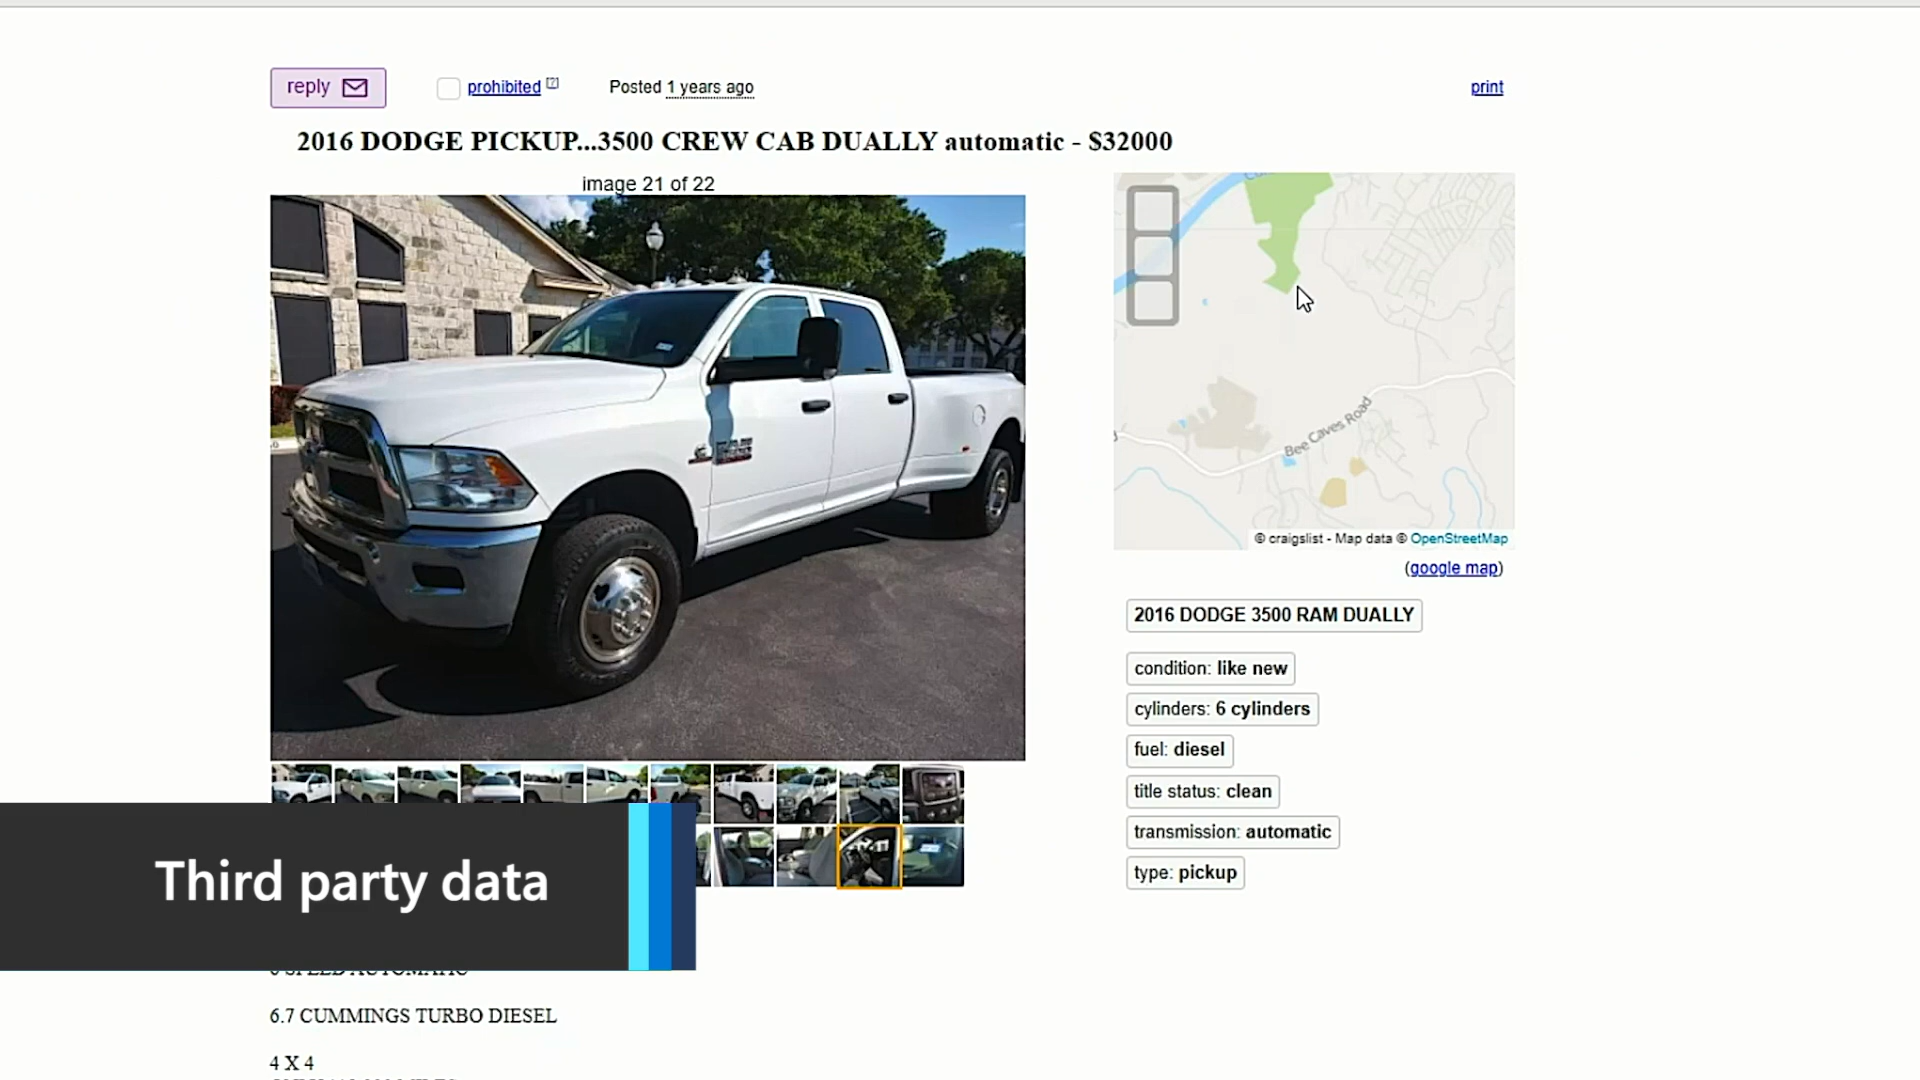 reply
prohibited [?]
Posted 1 years ago
print
2016 DODGE PICKUP...3500 CREW CAB DUALLY automatic - $32000
image 21 of 22
Bee Caves Road
© craigslist - Map data © OpenStreetMap
(google map)
2016 DODGE 3500 RAM DUALLY
condition: like new
cylinders: 6 cylinders
fuel: diesel
title status: clean
transmission: automatic
type: pickup
Third party data
6.7 CUMMINGS TURBO DIESEL
4 X 4